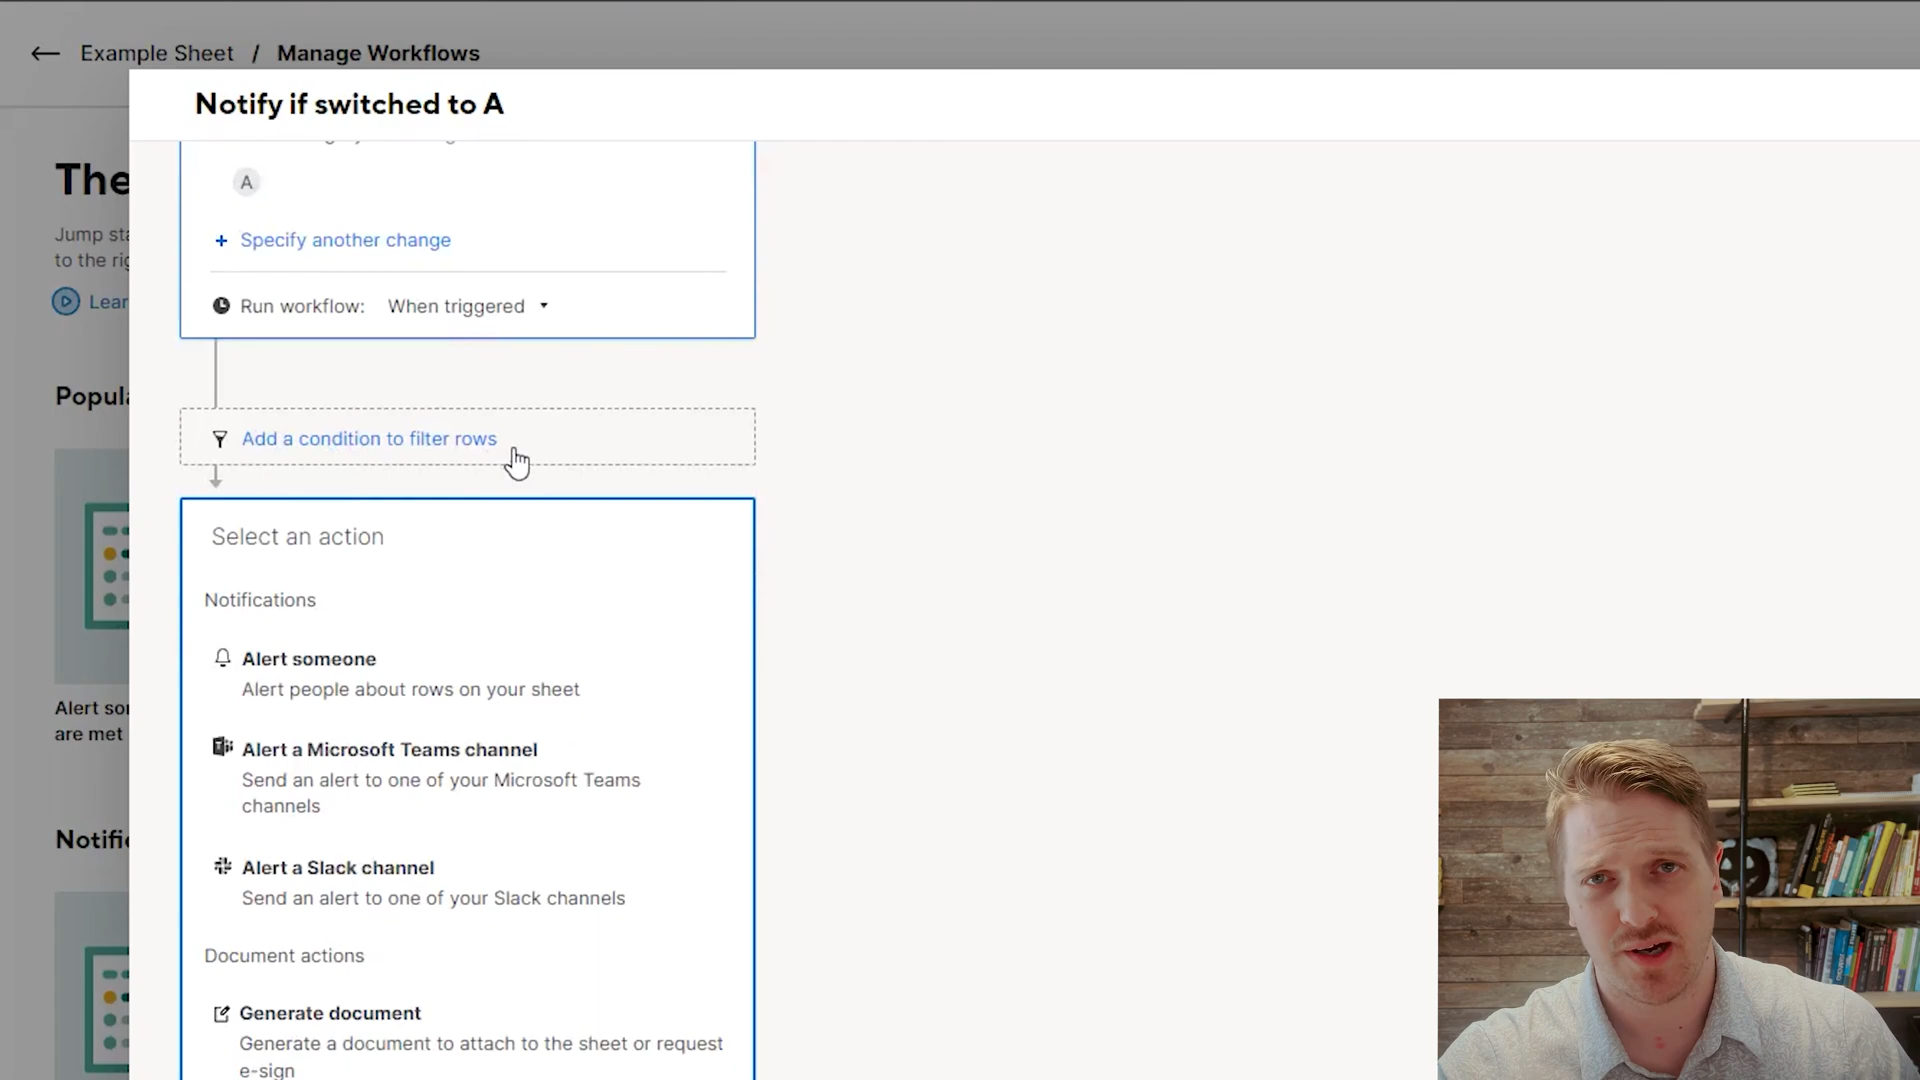 Example Sheet / Manage Workflows
Notify if switched to A
The
Jump sta
to the rig
Lear
A
+ Specify another change
Run workflow: When triggered
Popula
Add a condition to filter rows
Select an action
Notifications
Alert someone
Alert people about rows on your sheet
Alert a Microsoft Teams channel
Send an alert to one of your Microsoft Teams
channels
Alert so
are met
Notifi
Alert a Slack channel
Send an alert to one of your Slack channels
Document actions
Generate document
Generate a document to attach to the sheet or request
e-sign